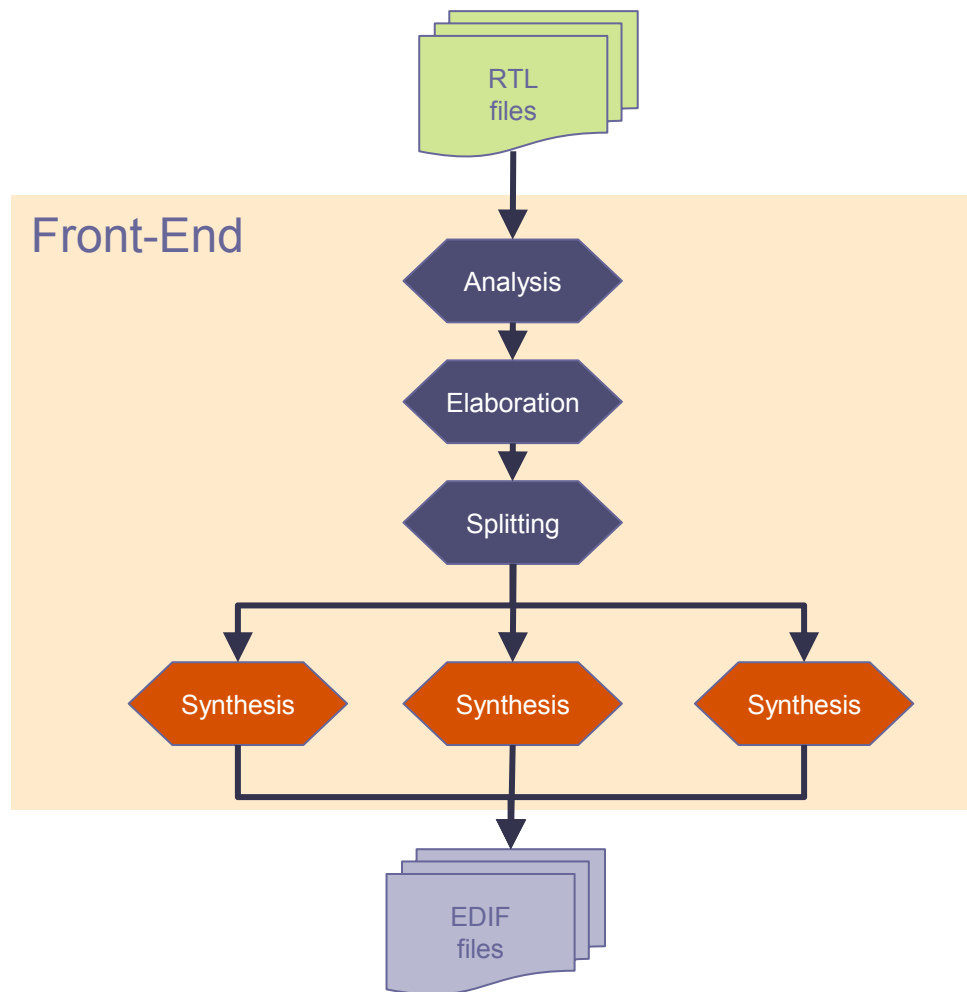 RTL
files
Front-End
Analysis
Elaboration
Splitting
Synthesis
Synthesis
Synthesis
EDIF
files